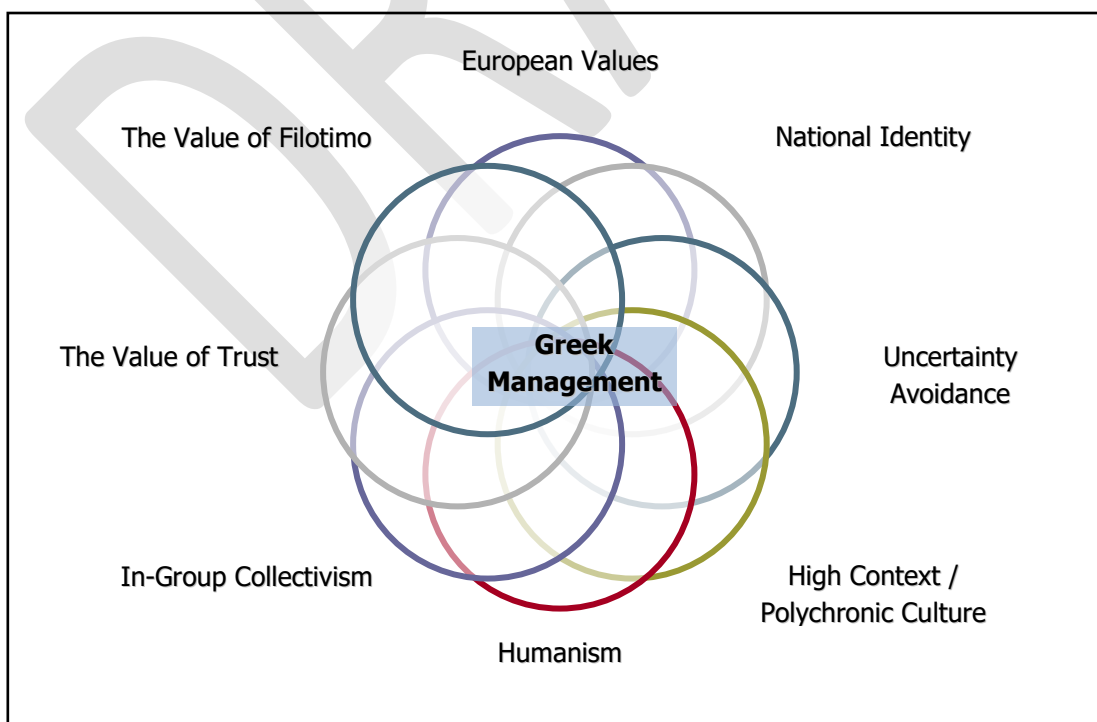 European Values
The Value of Filotimo
National Identity
Greek
Management
The Value of Trust
Uncertainty
Avoidance
In-Group Collectivism
High Context /
Polychronic Culture
Humanism